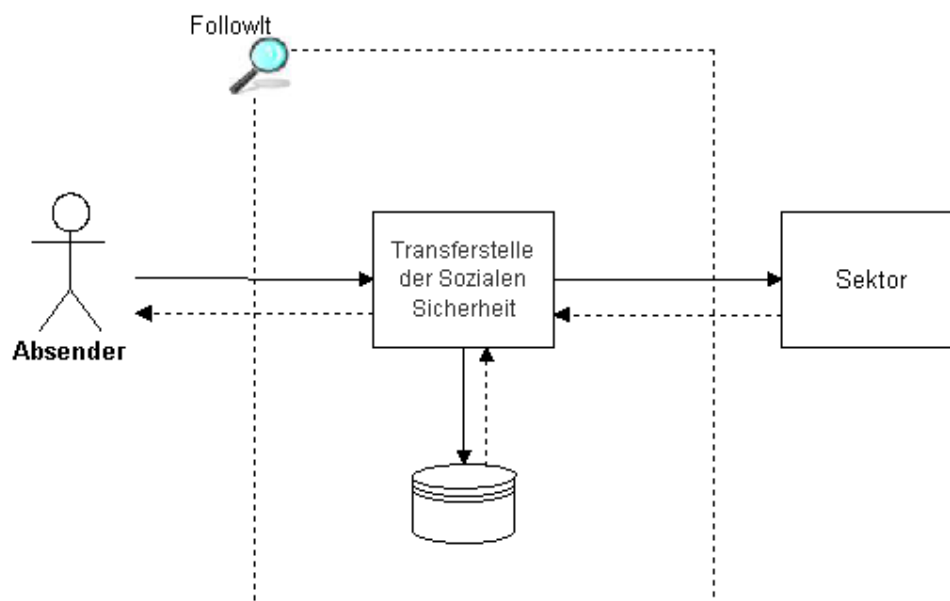 FollowIt
Transferstelle
der Sozialen
Sicherheit
Sektor
Absender